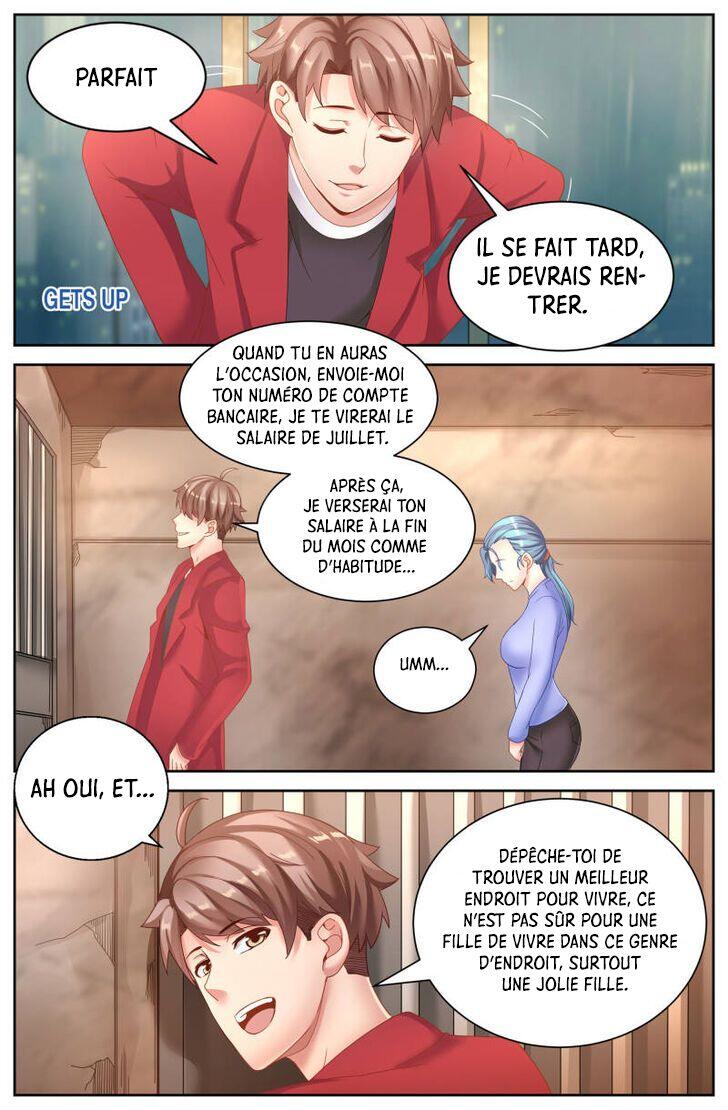 PARFAIT
IL SE FAIT TARD,
JE DEVRAIS REN-
TRER.
GETS UP
QUAND TU EN AURAS
L'OCCASION, ENVOIE-MOI
TON NUMÉRO DE COMPTE
BANCAIRE, JE TE VIRERAI LE
SALAIRE DE JUILLET.
APRÈS ÇA,
JE VERSERAI TON
SALAIRE À LA FIN
DU MOIS COMME
D'HABITUDE...
UMM...
AH OUI, ET...
DÉPÊCHE-TOI DE
TROUVER UN MEILLEUR
ENDROIT POUR VIVRE, CE
N'EST PAS SÛR POUR UNE
FILLE DE VIVRE DANS CE GENRE
D'ENDROIT, SURTOUT
UNE JOLIE FILLE.